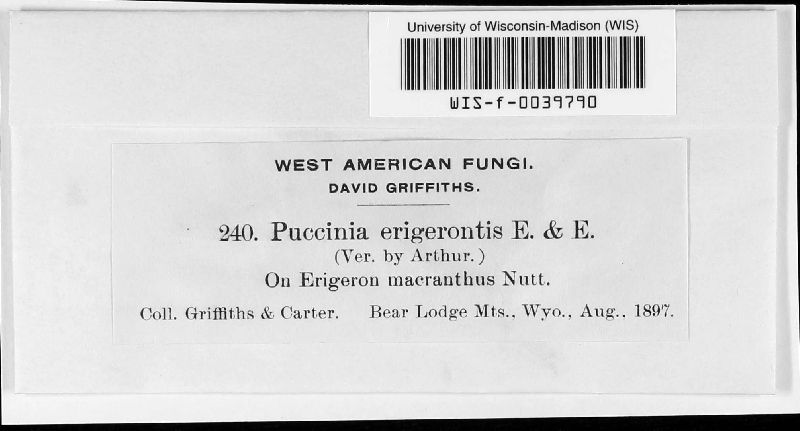 University of Wisconsin-Madison (WIS)
WIS-f-0039790
WEST AMERICAN FUNGI.
DAVID GRIFFITHS.
240. Puccinia erigerontis E. & E.
(Ver. by Arthur.)
On Erigeron macranthus Nutt.
Coll. Griffiths & Carter. Bear Lodge Mts., Wyo., Aug., 1897.